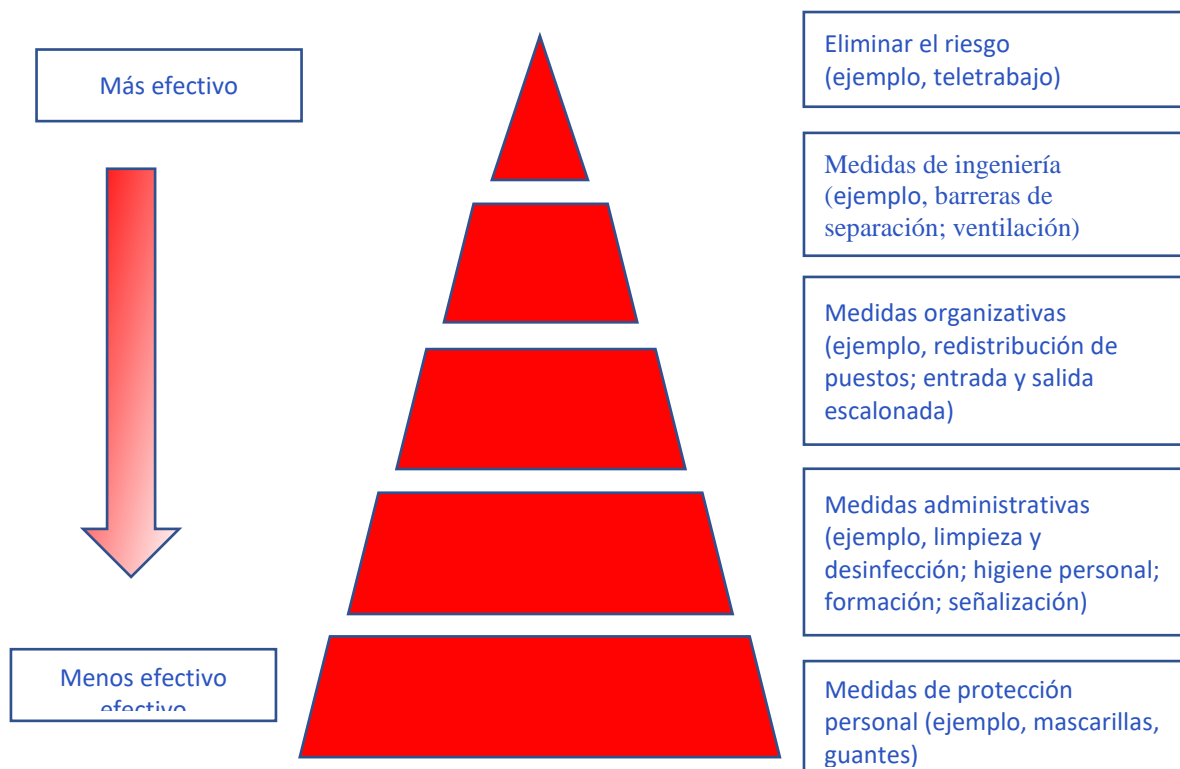 Más efectivo
Eliminar el riesgo
(ejemplo, teletrabajo)
Medidas de ingeniería
(ejemplo, barreras de
separación; ventilación)
Medidas organizativas
(ejemplo, redistribución de
puestos; entrada y salida
escalonada)
Medidas administrativas
(ejemplo, limpieza y
desinfección; higiene personal;
formación; señalización)
Menos efectivo
efectivo
Medidas de protección
personal (ejemplo, mascarillas,
guantes)